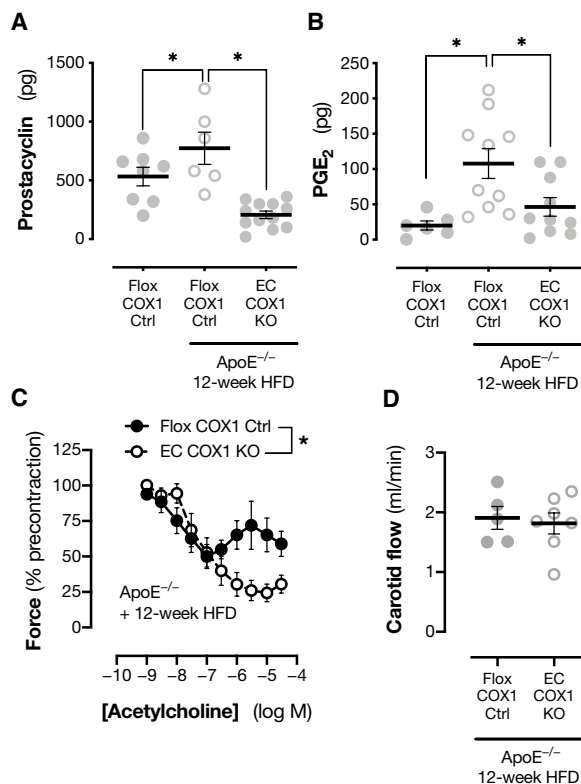 A
Prostacyclin (pg)
1500
1000
500
0
*
*
Flox
COX1
Ctrl
Flox
COX1
Ctrl
EC
COX1
KO
ApoE−/−
12-week HFD
B
PGE2 (pg)
250
200
150
100
50
0
*
*
Flox
COX1
Ctrl
Flox
COX1
Ctrl
EC
COX1
KO
ApoE−/−
12-week HFD
C
Flox COX1 Ctrl
EC COX1 KO
*
Force (% precontraction)
125
100
75
50
25
0
ApoE−/−
+ 12-week HFD
−10 −9 −8 −7 −6 −5 −4
[Acetylcholine] (log M)
D
Carotid flow (ml/min)
3
2
1
0
Flox
COX1
Ctrl
EC
COX1
KO
ApoE−/−
12-week HFD